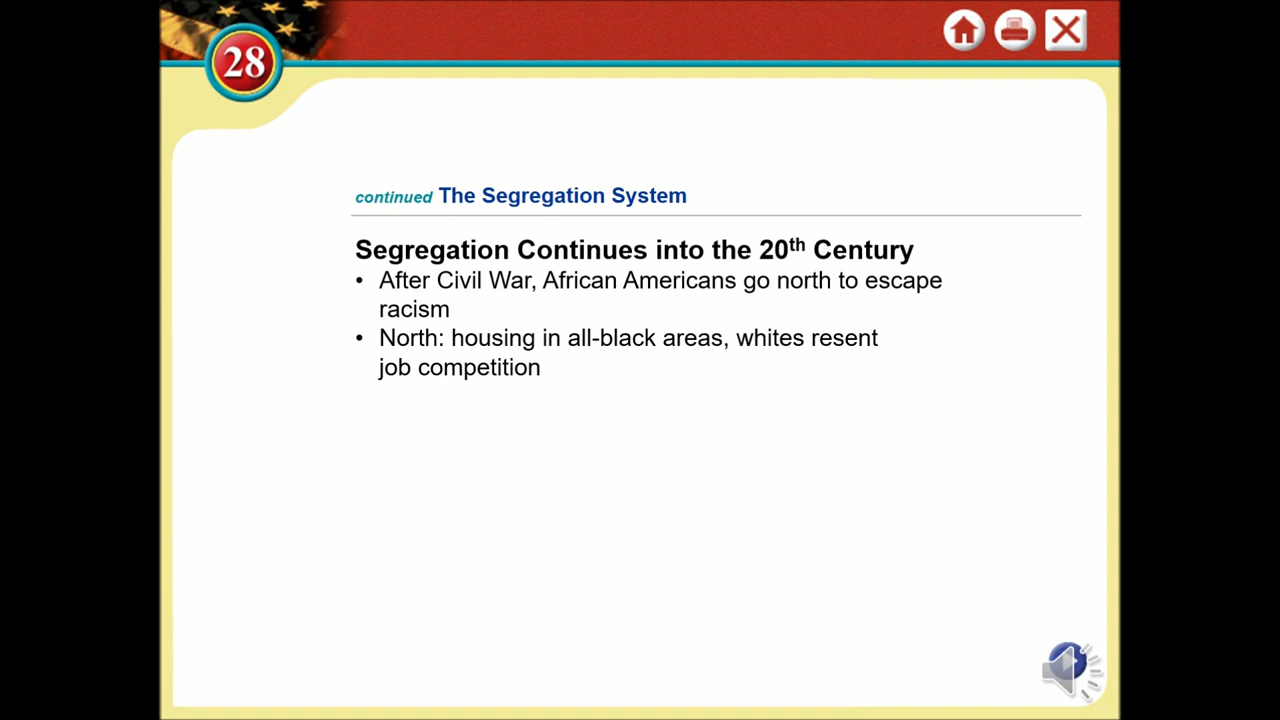 28
continued The Segregation System
Segregation Continues into the 20th Century
• After Civil War, African Americans go north to escape
racism
• North: housing in all-black areas, whites resent
job competition